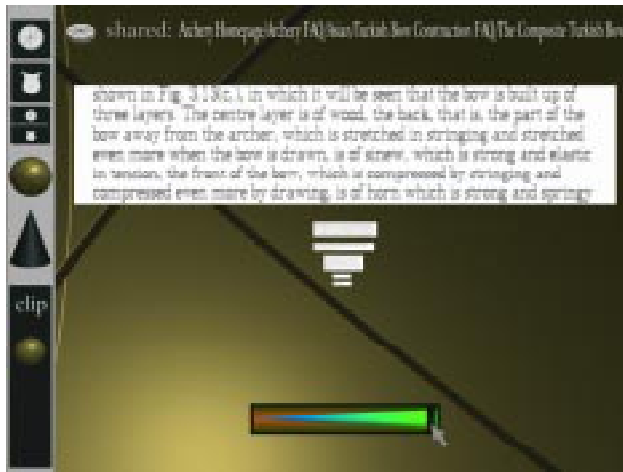 shared: Archery Homepage/Archery FAQ/Asian/Turkish Bow Contruction FAQ/The Composite Turkish Bow
shown in Fig. 3.13(c), in which it will be seen that the bow is built up of
three layers. The centre layer is of wood, the back, that is, the part of the
bow away from the archer, which is stretched in stringing and stretched
even more when the bow is drawn, is of sinew, which is strong and elastic
in tension, the front of the bow, which is compressed by stringing and
compressed even more by drawing, is of horn which is strong and springy
clip